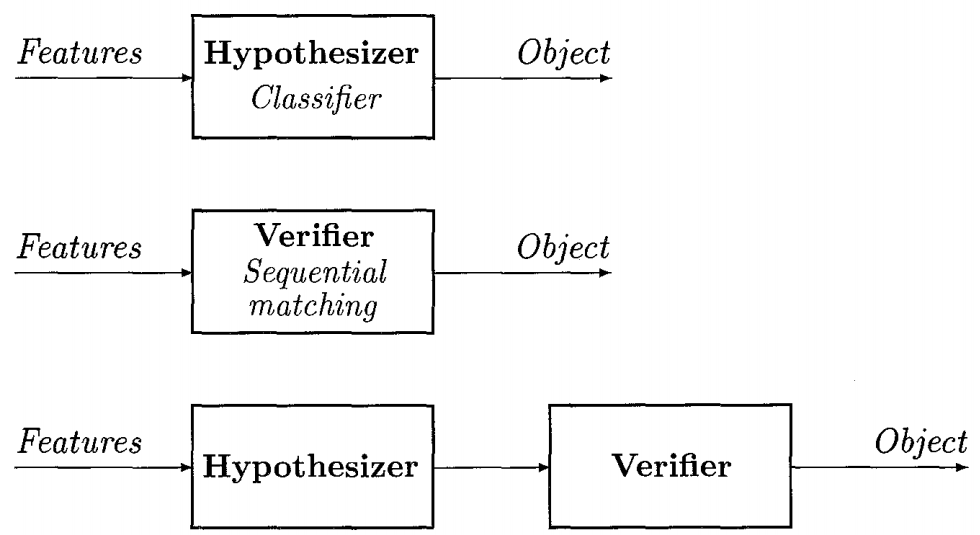 Features
Hypothesizer
Classifier
Object
Features
Verifier
Sequential
matching
Object
Features
Hypothesizer
Verifier
Object